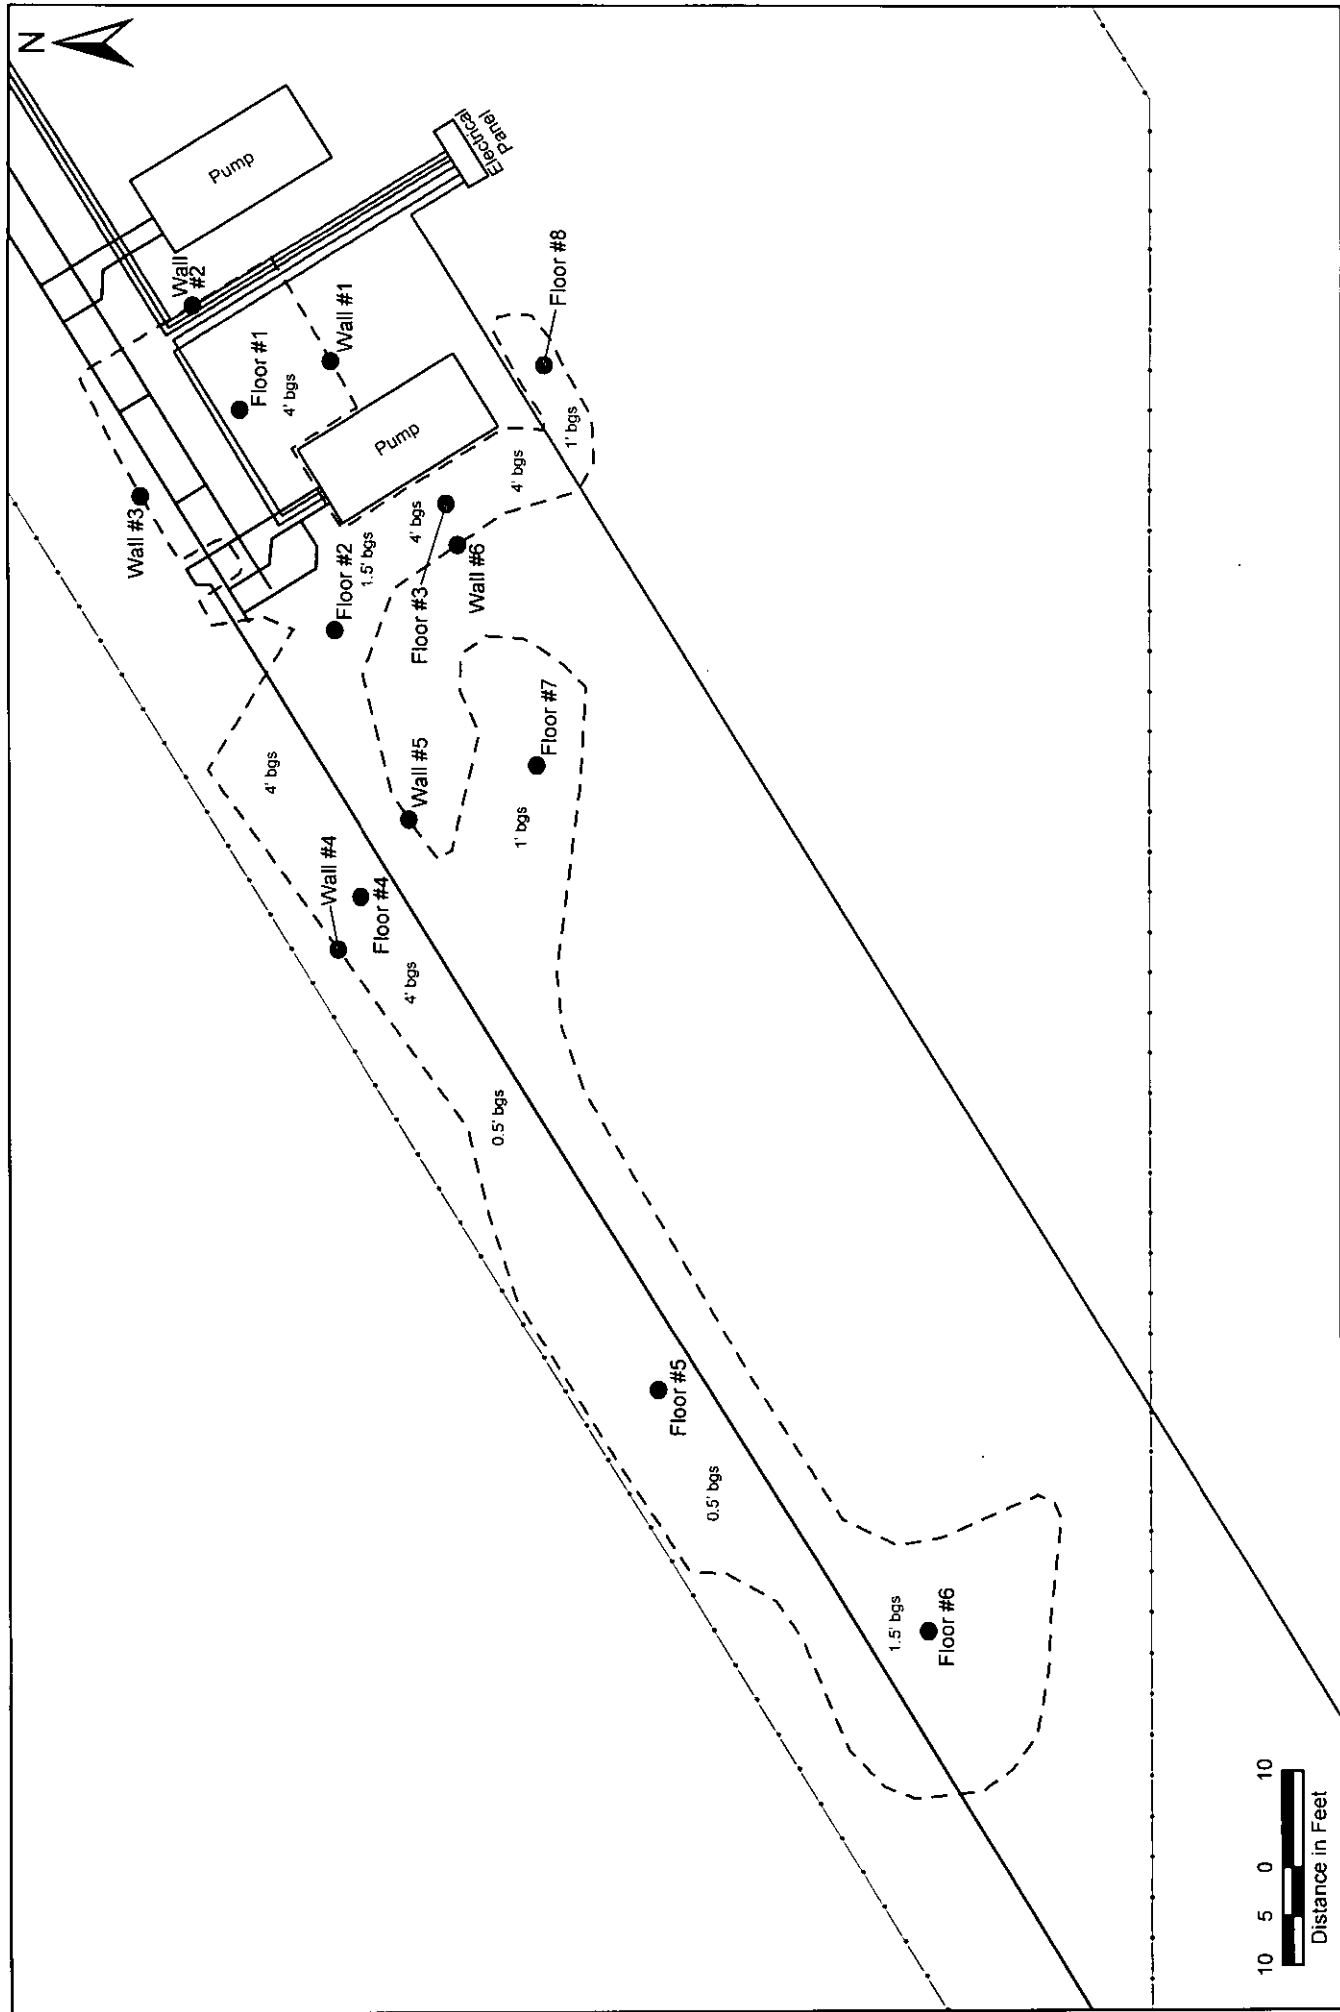 N
Pump
Electrical
Panel
Wall
#2
Floor #1
4' bgs
Wall #1
Floor #8
Pump
1' bgs
4' bgs
Wall #3
4' bgs
Floor #2
1.5' bgs
Floor #3
Wall #6
4' bgs
Wall #5
Floor #7
1' bgs
Wall #4
Floor #4
4' bgs
0.5' bgs
Floor #5
0.5' bgs
1.5' bgs
Floor #6
10 5 0 10
Distance in Feet